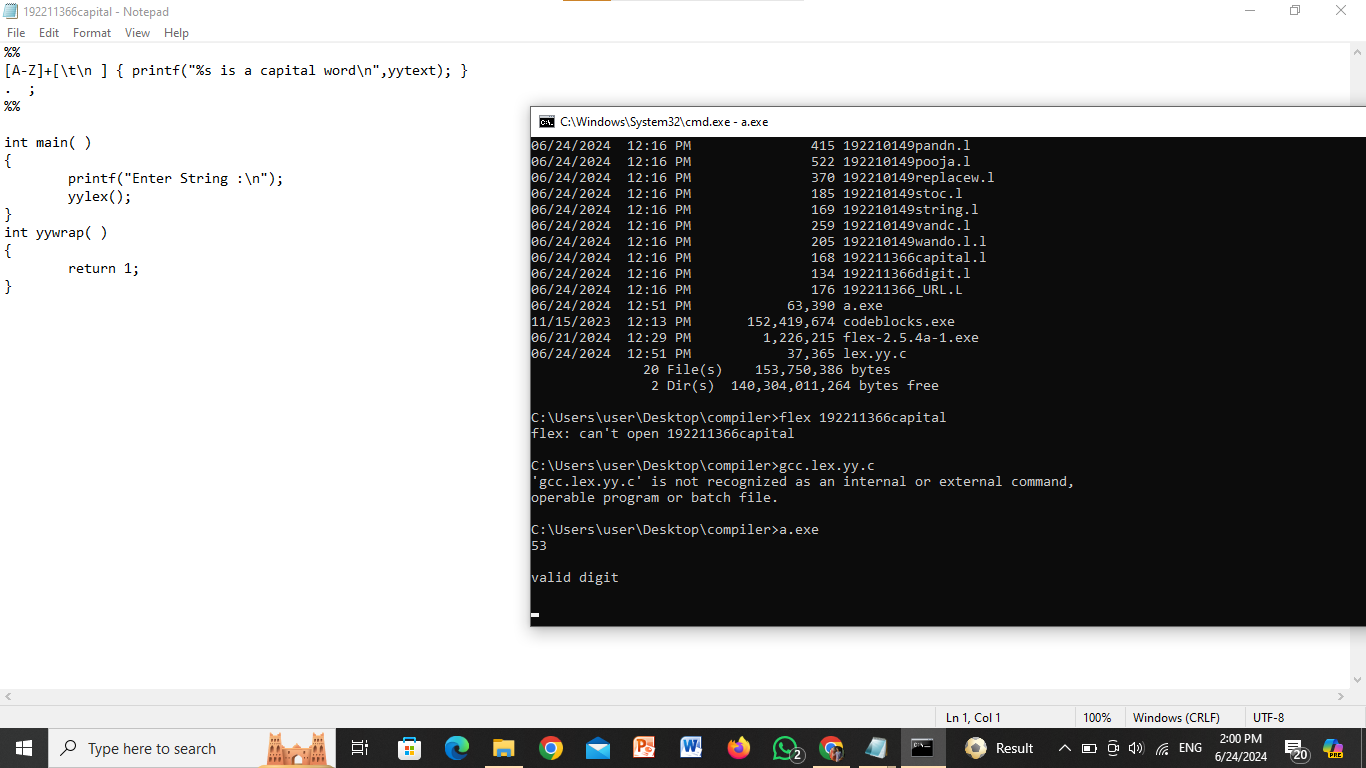 192211366capital - Notepad
File Edit Format View Help
%%
[A-Z]+[\t\n ] { printf("%s is a capital word\n",yytext); }
.  ;
%%
int main( )
{
printf("Enter String :\n");
yylex();
}
int yywrap( )
{
return 1;
}
C:\Windows\System32\cmd.exe - a.exe
06/24/2024  12:16 PM               415 192210149pandn.l
06/24/2024  12:16 PM               522 192210149pooja.l
06/24/2024  12:16 PM               370 192210149replacew.l
06/24/2024  12:16 PM               185 192210149stoc.l
06/24/2024  12:16 PM               169 192210149string.l
06/24/2024  12:16 PM               259 192210149vandc.l
06/24/2024  12:16 PM               205 192210149wando.l.l
06/24/2024  12:16 PM               168 192211366capital.l
06/24/2024  12:16 PM               134 192211366digit.l
06/24/2024  12:16 PM               176 192211366_URL.L
06/24/2024  12:51 PM            63,390 a.exe
11/15/2023  12:13 PM       152,419,674 codeblocks.exe
06/21/2024  12:29 PM         1,226,215 flex-2.5.4a-1.exe
06/24/2024  12:51 PM            37,365 lex.yy.c
20 File(s)    153,750,386 bytes
2 Dir(s)  140,304,011,264 bytes free
C:\Users\user\Desktop\compiler>flex 192211366capital
flex: can't open 192211366capital
C:\Users\user\Desktop\compiler>gcc.lex.yy.c
'gcc.lex.yy.c' is not recognized as an internal or external command,
operable program or batch file.
C:\Users\user\Desktop\compiler>a.exe
53
valid digit
Ln 1, Col 1 100% Windows (CRLF) UTF-8
Type here to search
2
Result
ENG
2:00 PM
6/24/2024
20
PRE